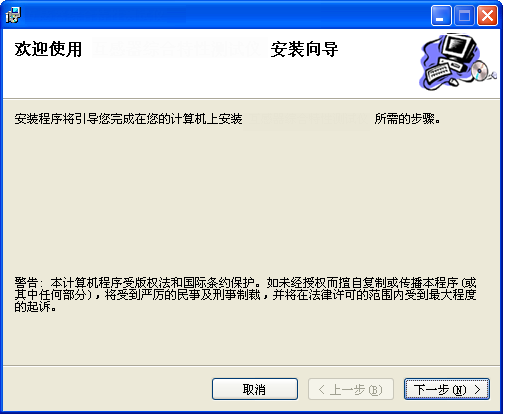 欢迎使用 安装向导
安装程序将引导您完成在您的计算机上安装 所需的步骤。
警告: 本计算机程序受版权法和国际条约保护。如未经授权而擅自复制或传播本程序(或
其中任何部分)，将受到严厉的民事及刑事制裁，并将在法律许可的范围内受到最大程度
的起诉。
取消 < 上一步(B) 下一步(N) >